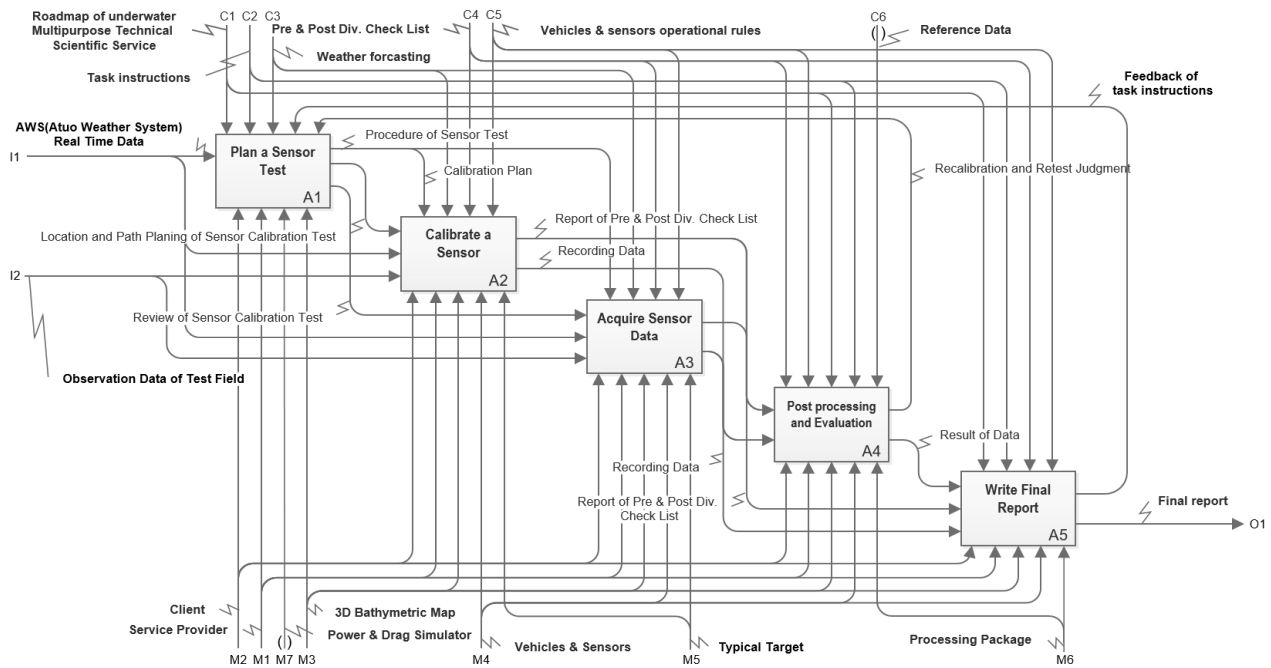 C1 C2 C3
C4 C5
C6
Roadmap of underwater
Multipurpose Technical
Scientific Service
Pre & Post Div. Check List
Vehicles & sensors operational rules
( )
Reference Data
Weather forcasting
Task instructions
Feedback of
task instructions
AWS(Atuo Weather System)
Real Time Data
I1
Plan a Sensor
Test
A1
Procedure of Sensor Test
Calibration Plan
Recalibration and Retest Judgment
Location and Path Planing of Sensor Calibration Test
Calibrate a
Sensor
A2
Report of Pre & Post Div. Check List
Recording Data
I2
Review of Sensor Calibration Test
Acquire Sensor
Data
A3
Observation Data of Test Field
Post processing
and Evaluation
A4
Result of Data
Recording Data
Report of Pre & Post Div.
Check List
Write Final
Report
A5
Final report
O1
Client
Service Provider
3D Bathymetric Map
( )
Power & Drag Simulator
Vehicles & Sensors
Typical Target
Processing Package
M2 M1 M7 M3
M4
M5
M6